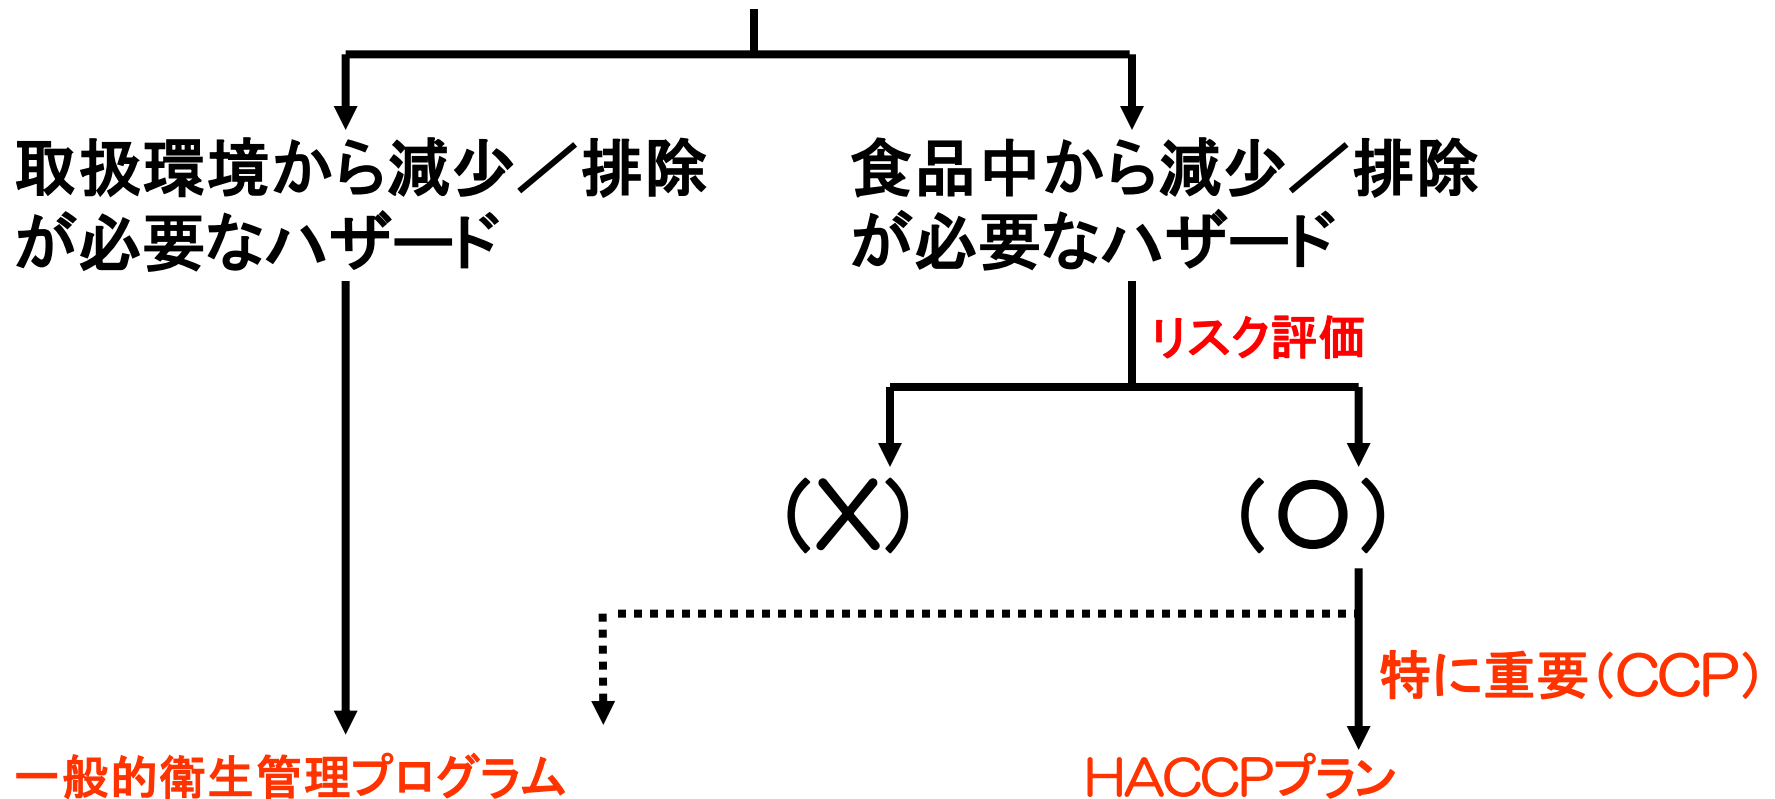 取扱環境から減少／排除
が必要なハザード
食品中から減少／排除
が必要なハザード
リスク評価
（×）
（○）
特に重要（CCP）
一般的衛生管理プログラム
HACCPプラン